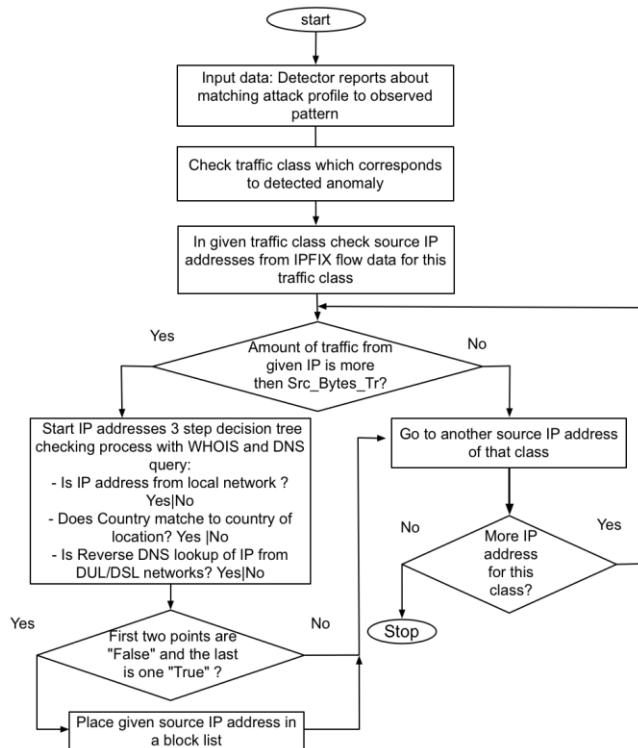 start
Input data: Detector reports about
matching attack profile to observed
pattern
Check traffic class which corresponds
to detected anomaly
In given traffic class check source IP
addresses from IPFIX flow data for this
traffic class
Yes
Amount of traffic from
given IP is more
then Src_Bytes_Tr?
No
Start IP addresses 3 step decision tree
checking process with WHOIS and DNS
query:
- Is IP address from local network ?
Yes|No
- Does Country matche to country of
location? Yes |No
- Is Reverse DNS lookup of IP from
DUL/DSL networks? Yes|No
Go to another source IP address
of that class
No
More IP
address
for this
class?
Yes
Stop
Yes
First two points are
"False" and the last
is one "True" ?
No
Place given source IP address in
a block list